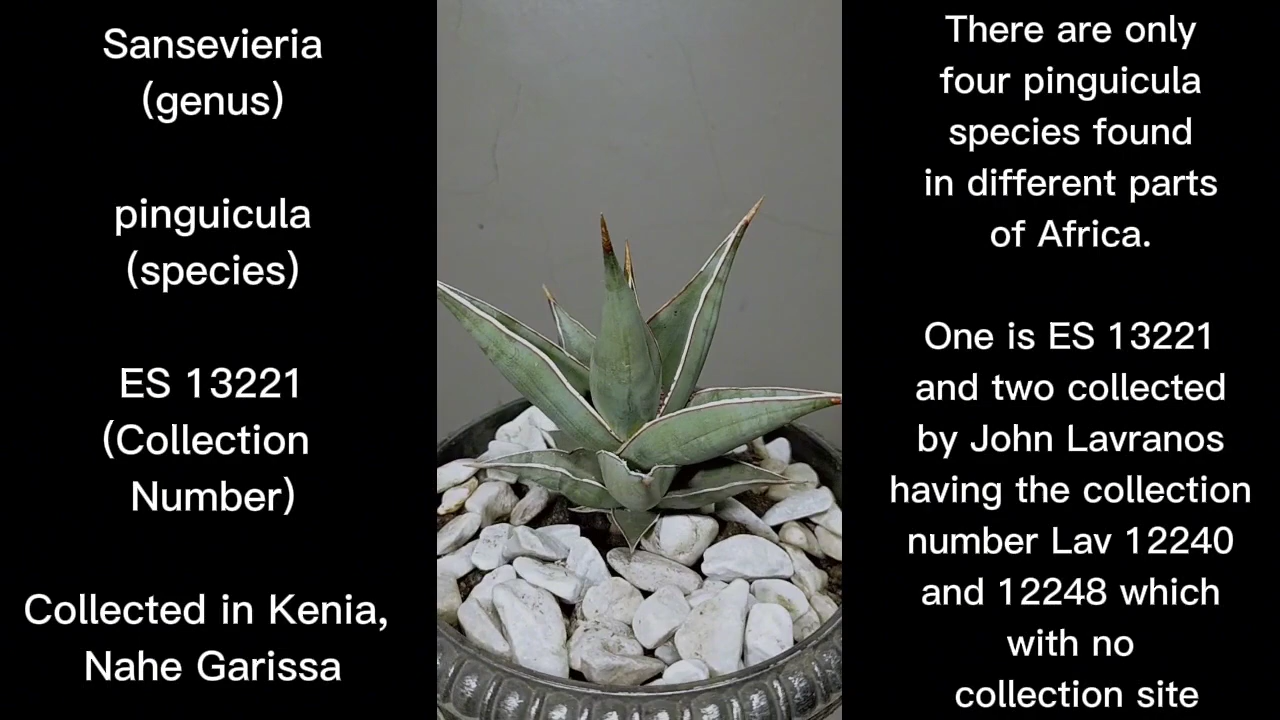 Sansevieria
(genus)
pinguicula
(species)
ES 13221
(Collection
Number)
Collected in Kenia,
Nahe Garissa
There are only
four pinguicula
species found
in different parts
of Africa.
One is ES 13221
and two collected
by John Lavranos
having the collection
number Lav 12240
and 12248 which
with no
collection site